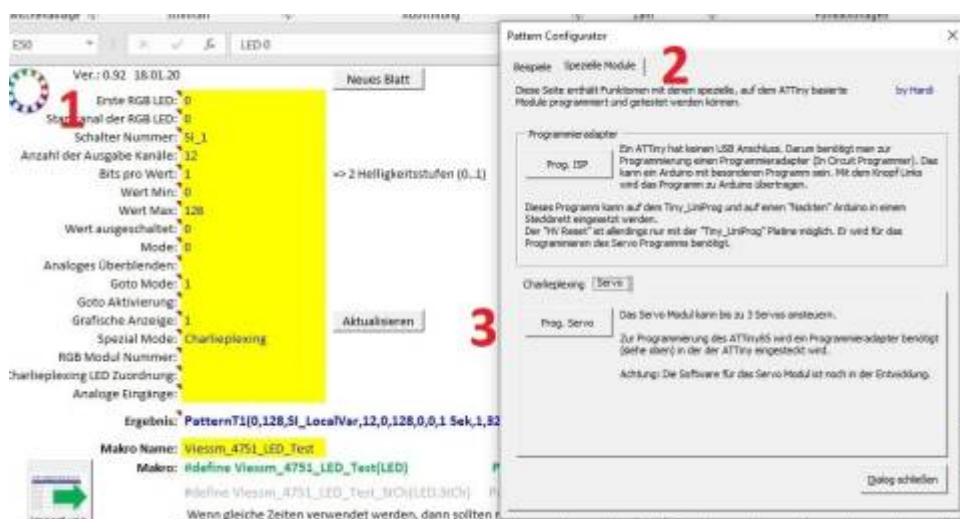 E50
LED 0
1
Ver.: 0.92 18.01.20
Neues Blatt
Erste RGB LED: 0
Startkanal der RGB LED: 0
Schalter Nummer: SI_1
Anzahl der Ausgabe Kanäle: 12
Bits pro Wert: 1
=> 2 Helligkeitsstufen (0..1)
Wert Min: 0
Wert Max: 128
Wert ausgeschaltet: 0
Mode: 0
Analoges Überblenden:
Goto Mode: 1
Goto Aktivierung:
Grafische Anzeige: 1
Aktualisieren
Spezial Mode: Charlieplexing
RGB Modul Nummer:
Charlieplexing LED Zuordnung:
Analoge Eingänge:
Ergebnis: PatternT1(0,128,SI_LocalVar,12,0,128,0,0,1 Sek,1,
Makro Name: Viessm_4751_LED_Test
Makro: #define Viessm_4751_LED_Test(LED)
#define Viessm_4751_LED_Test_StCh(LED,StCh)
Wenn gleiche Zeiten verwendet werden, dann sollten
Pattern Configurator
2
Beispiele Spezielle Module
Diese Seite enthält Funktionen mit denen spezielle, auf dem ATTiny basierte
Module programmiert und getestet werden können.
by Hardi
Programmieradapter
Prog. ISP
Ein ATTiny hat keinen USB Anschluss. Darum benötigt man zur
Programmierung einen Programmieradapter (In Circuit Programmer). Das
kann ein Arduino mit besonderen Programm sein. Mit dem Knopf Links
wird das Programm zu Arduino übertragen.
Dieses Programm kann auf dem Tiny_UniProg und auf einen "Nackten" Arduino in einem
Steckbrett eingesetzt werden.
Der "HV Reset" ist allerdings nur mit der "Tiny_UniProg" Platine möglich. Er wird für das
Programmieren des Servo Programms benötigt.
3
Charlieplexing Servo
Prog. Servo
Das Servo Modul kann bis zu 3 Servos ansteuern.
Zur Programmierung des ATTiny85 wird ein Programmieradapter benötigt
(siehe oben) in der der ATTiny eingesteckt wird.
Achtung: Die Software für das Servo Modul ist noch in der Entwicklung.
Dialog schließen